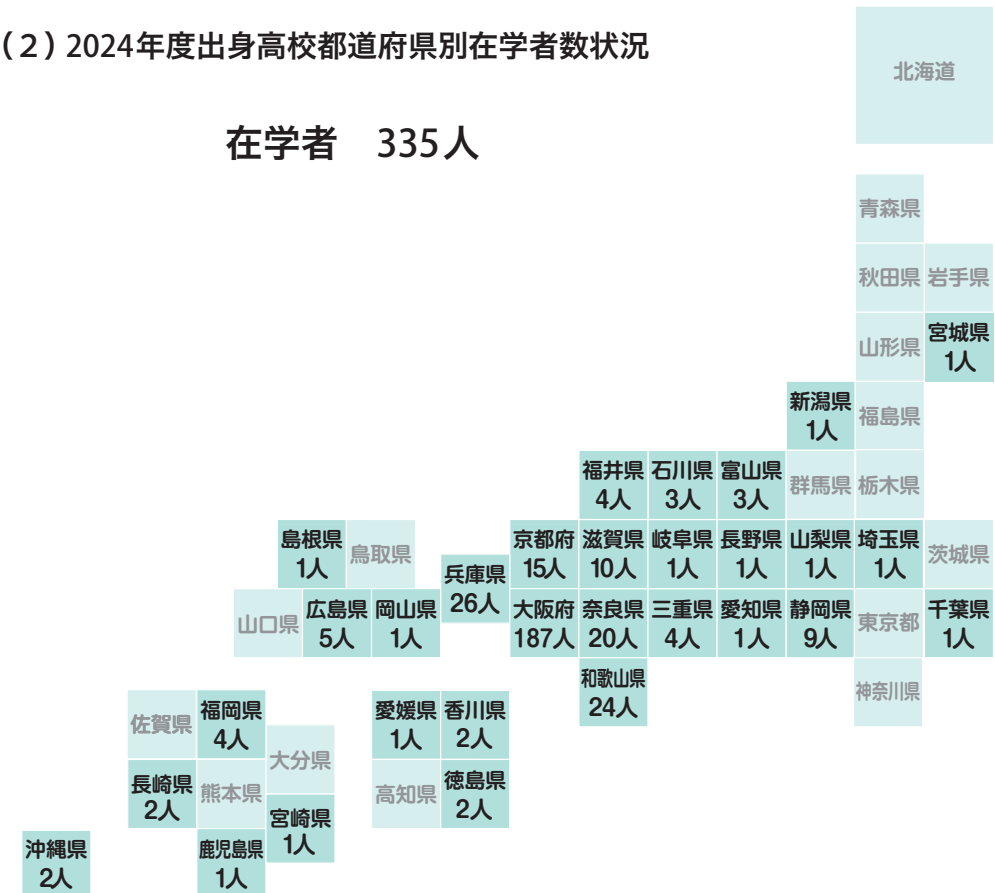 (2) 2024年度出身高校都道府県別在学者数状況
在学者 335人
北海道
青森県
秋田県 岩手県
山形県 宮城県
1人
新潟県 福島県
1人
福井県 石川県 富山県 群馬県 栃木県
4人 3人 3人
島根県 鳥取県
1人
兵庫県
26人
京都府 滋賀県 岐阜県 長野県 山梨県 埼玉県 茨城県
15人 10人 1人 1人 1人 1人
山口県 広島県 岡山県
5人 1人
大阪府 奈良県 三重県 愛知県 静岡県 東京都 千葉県
187人 20人 4人 1人 9人 1人
和歌山県 神奈川県
24人
佐賀県 福岡県
4人
大分県
愛媛県 香川県
1人 2人
長崎県 熊本県
2人
宮崎県
1人
高知県 徳島県
2人
沖縄県 鹿児島県
2人 1人